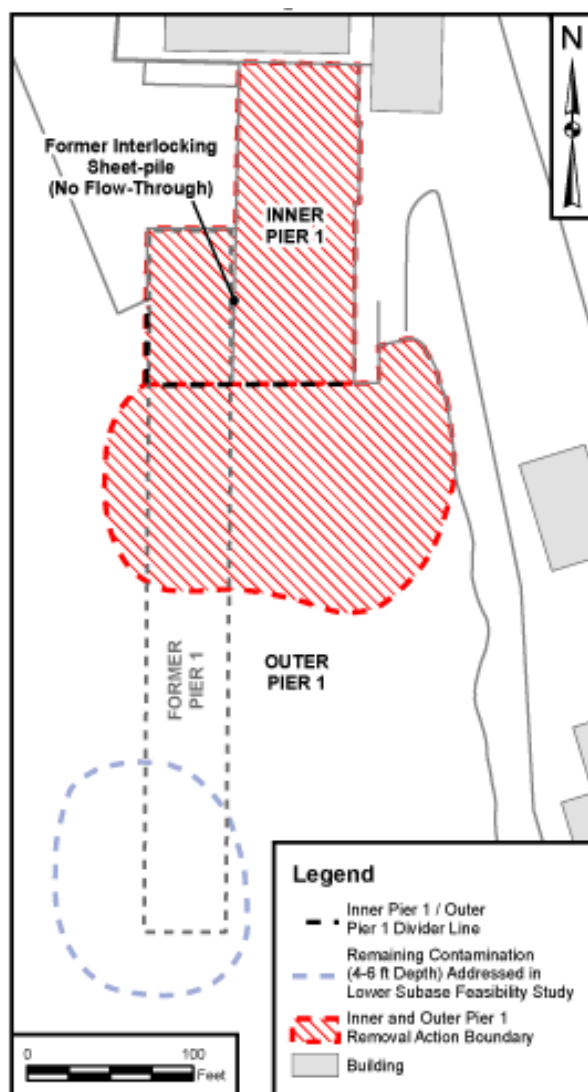 N
Former Interlocking
Sheet-pile
(No Flow-Through)
INNER
PIER 1
FORMER
PIER 1
OUTER
PIER 1
Legend
Inner Pier 1 / Outer
Pier 1 Divider Line
Remaining Contamination
(4-6 ft Depth) Addressed in
Lower Subase Feasibility Study
Inner and Outer Pier 1
Removal Action Boundary
Building
0 100
Feet